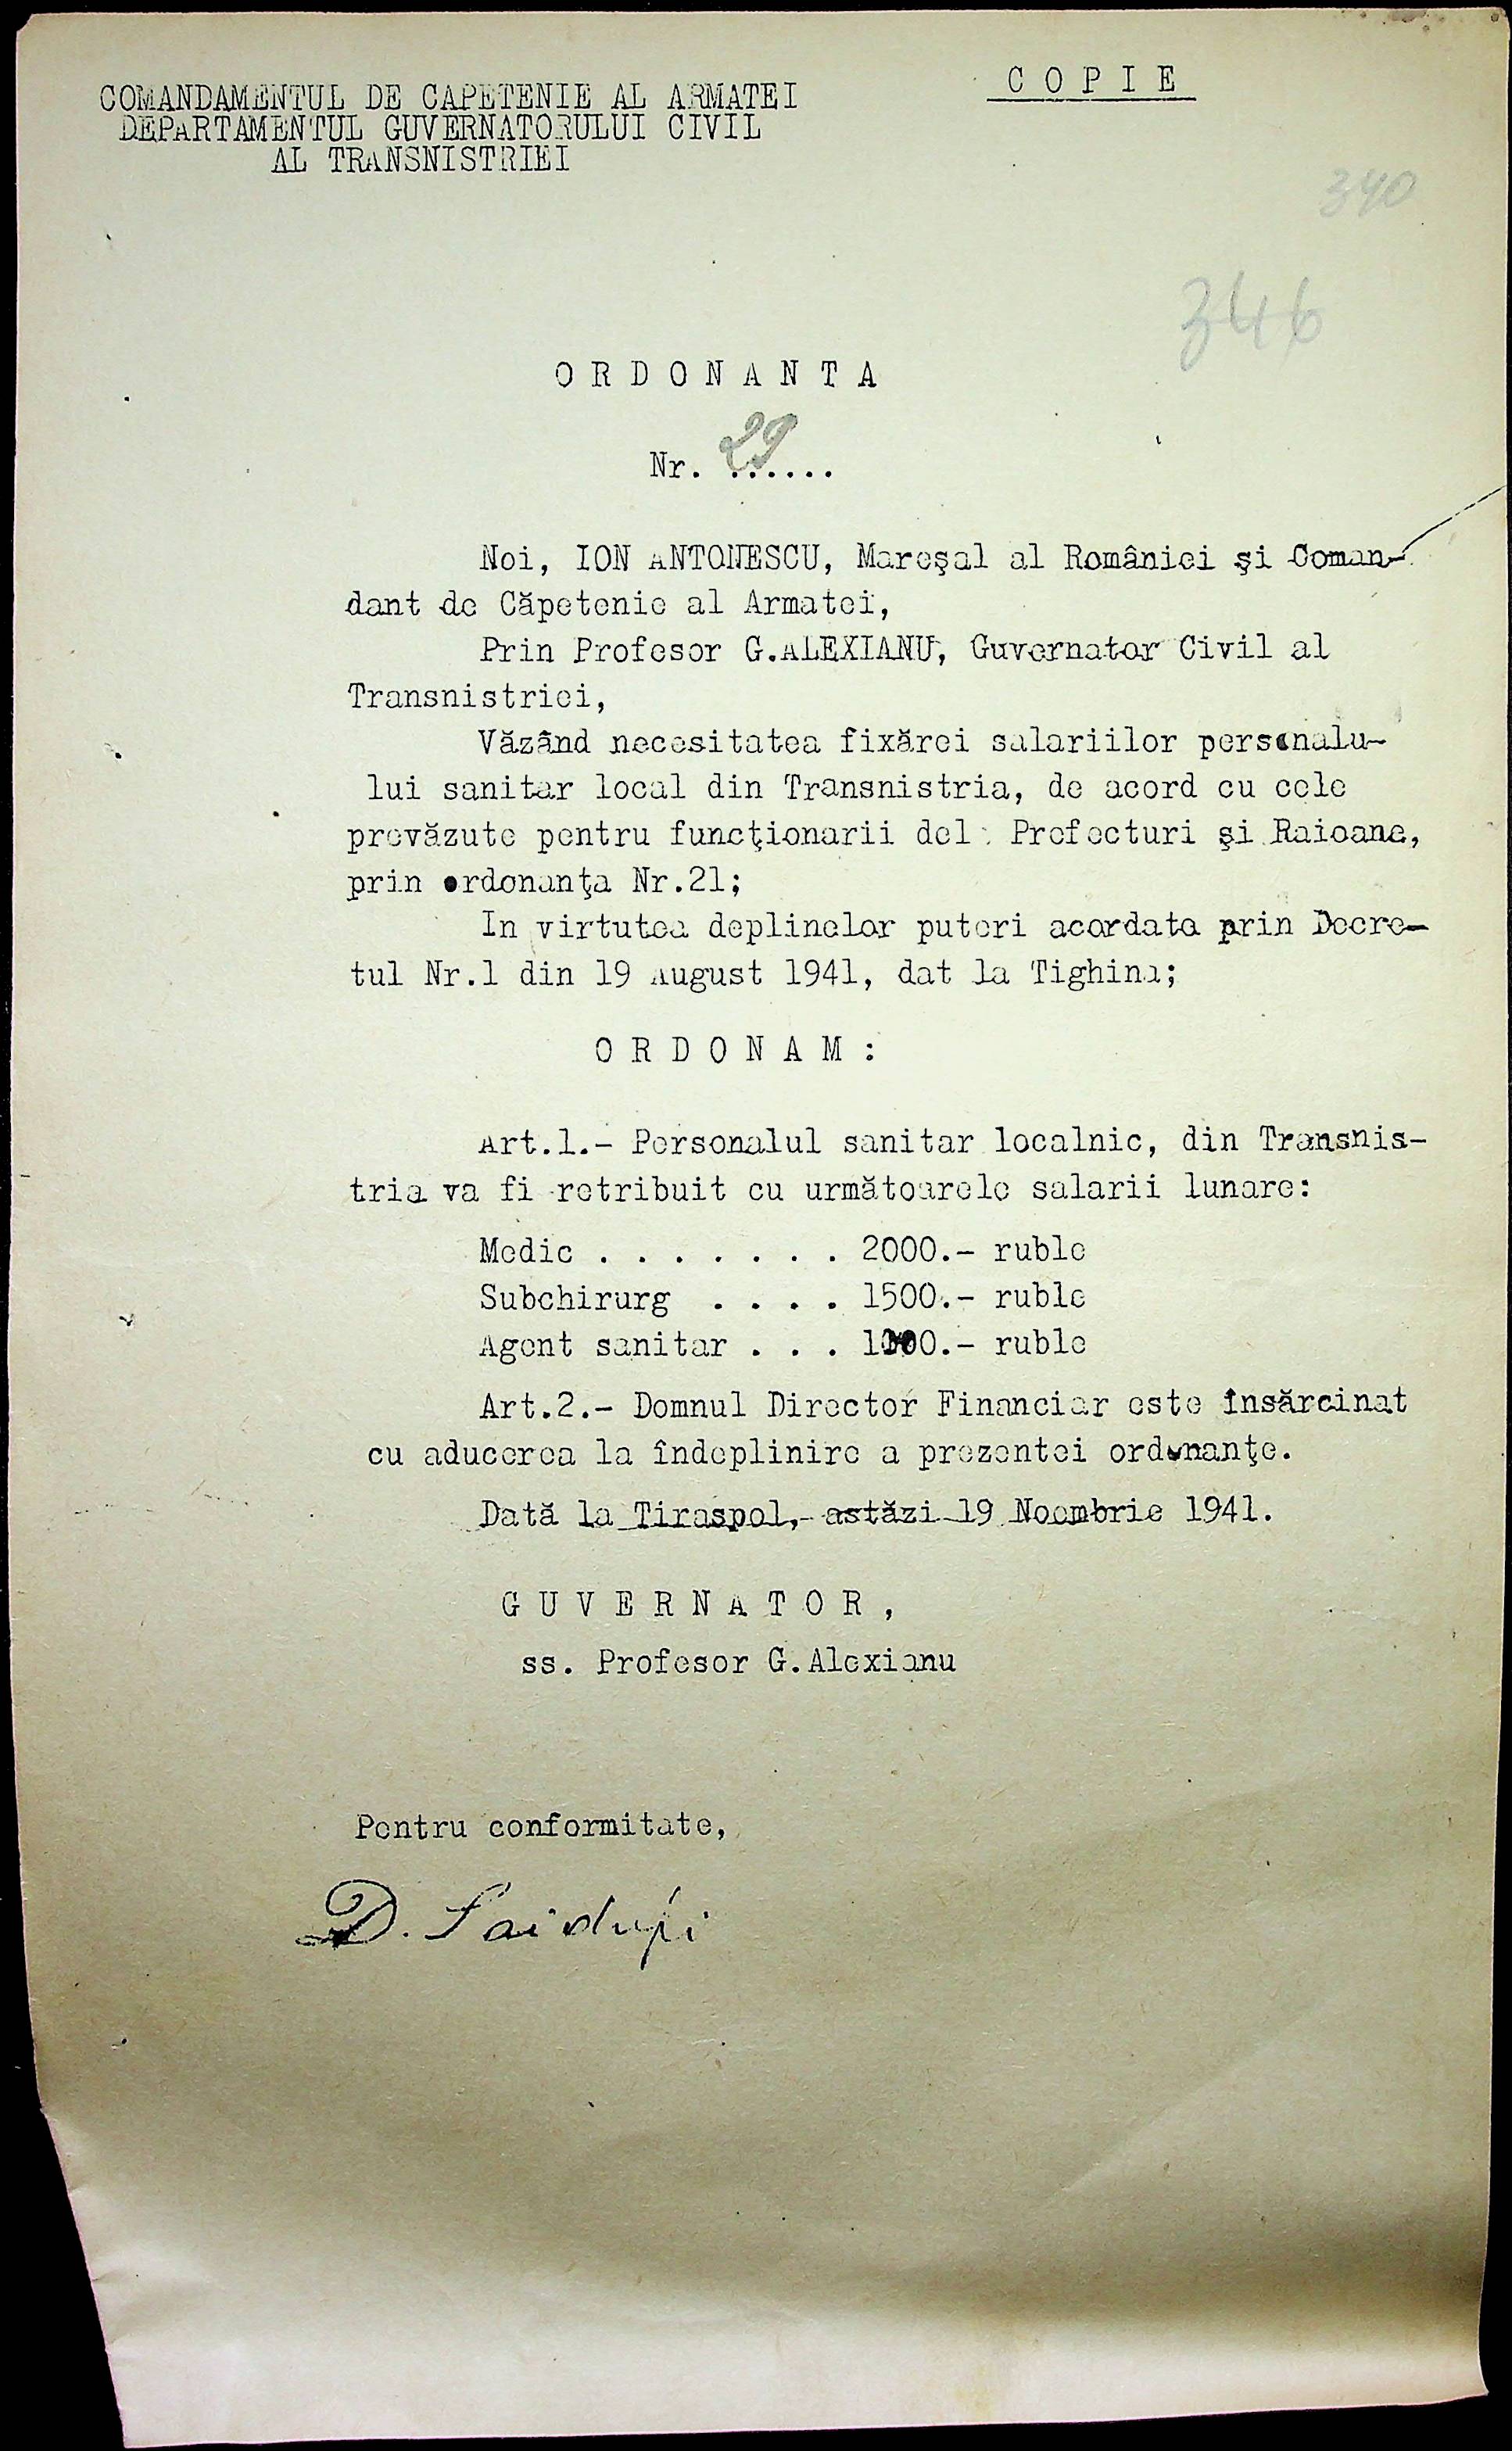 COPIE
COMANDAMENTUL DE CAPETENIE AL ARMATEI
DEPARTAMENTUL GUVERNATORULUI CIVIL
AL TRANSNISTRIEI
340
346
ORDONANTA
Nr. 29......
Noi, ION ANTONESCU, Mareşal al României şi Coman-
dant de Căpetenie al Armatei,
Prin Profesor G.ALEXIANU, Guvernator Civil al
Transnistriei,
Văzând necesitatea fixărei salariilor personalu-
lui sanitar local din Transnistria, de acord cu cele
prevăzute pentru funcţionarii del Prefecturi şi Raioane,
prin ordonanţa Nr.21;
In virtutea deplinelor puteri acordate prin Decre-
tul Nr.1 din 19 August 1941, dat la Tighina;
ORDONAM:
Art.1.- Personalul sanitar localnic, din Transnis-
tria va fi retribuit cu următoarele salarii lunare:
Medic . . . . . . . 2000.- ruble
Subchirurg . . . . 1500.- ruble
Agent sanitar . . . ruble
Art.2.- Domnul Director Financiar este însărcinat
cu aducerea la îndeplinire a prezentei ordonanţe.
Dată la Tiraspol, astăzi 19 Noembrie 1941.
GUVERNATOR,
ss. Profesor G.Alexianu
Pentru conformitate,
D.